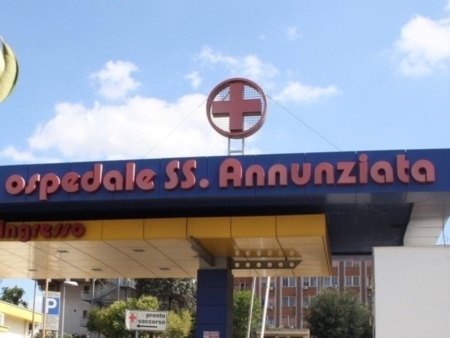 ospedale SS. Annunziata
Ingresso
P
pronto
soccorso